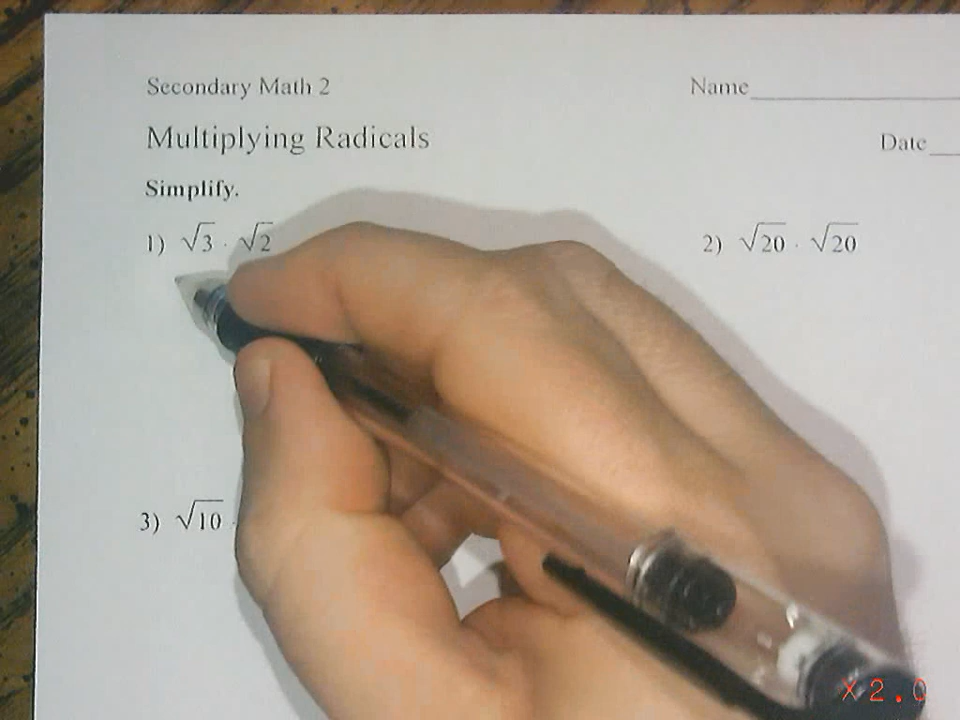 Secondary Math 2 Name
Multiplying Radicals Date
Simplify.
1) √3 · √2 2) √20 · √20
3) √10 ·
X2.0